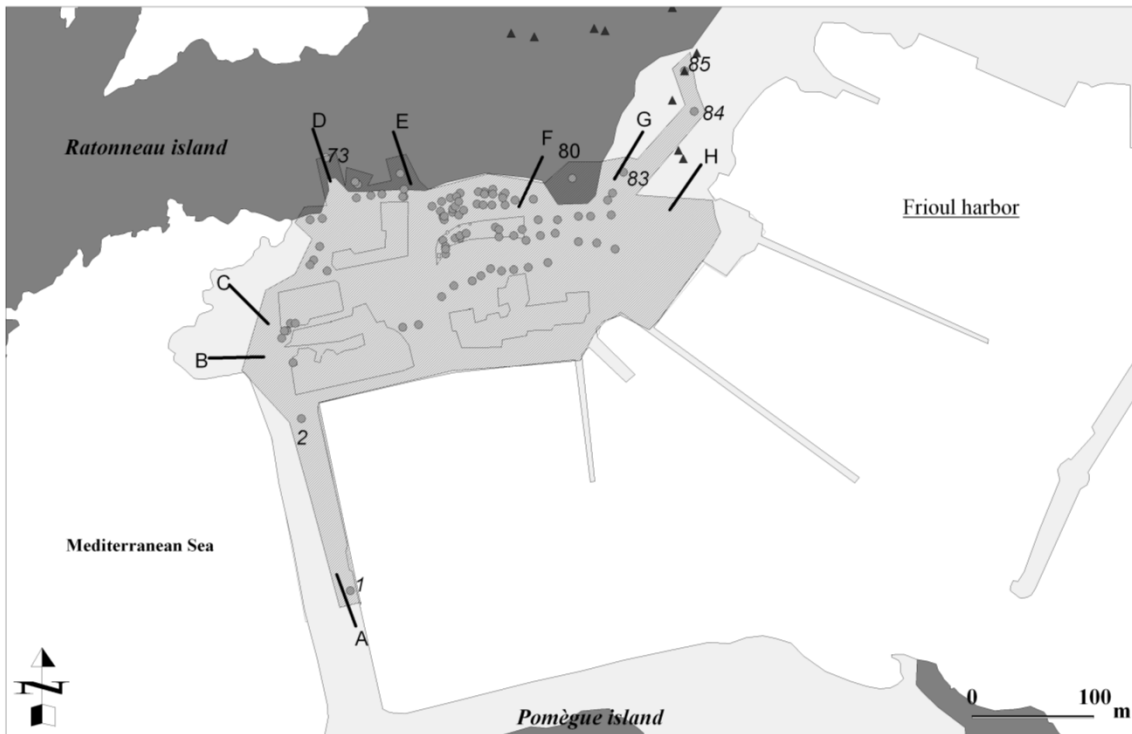 85
84
D
E
G
F
Ratonneau island
73
80
H
83
Frioul harbor
C
B
2
Mediterranean Sea
1
A
N
0 100
m
Pomègue island